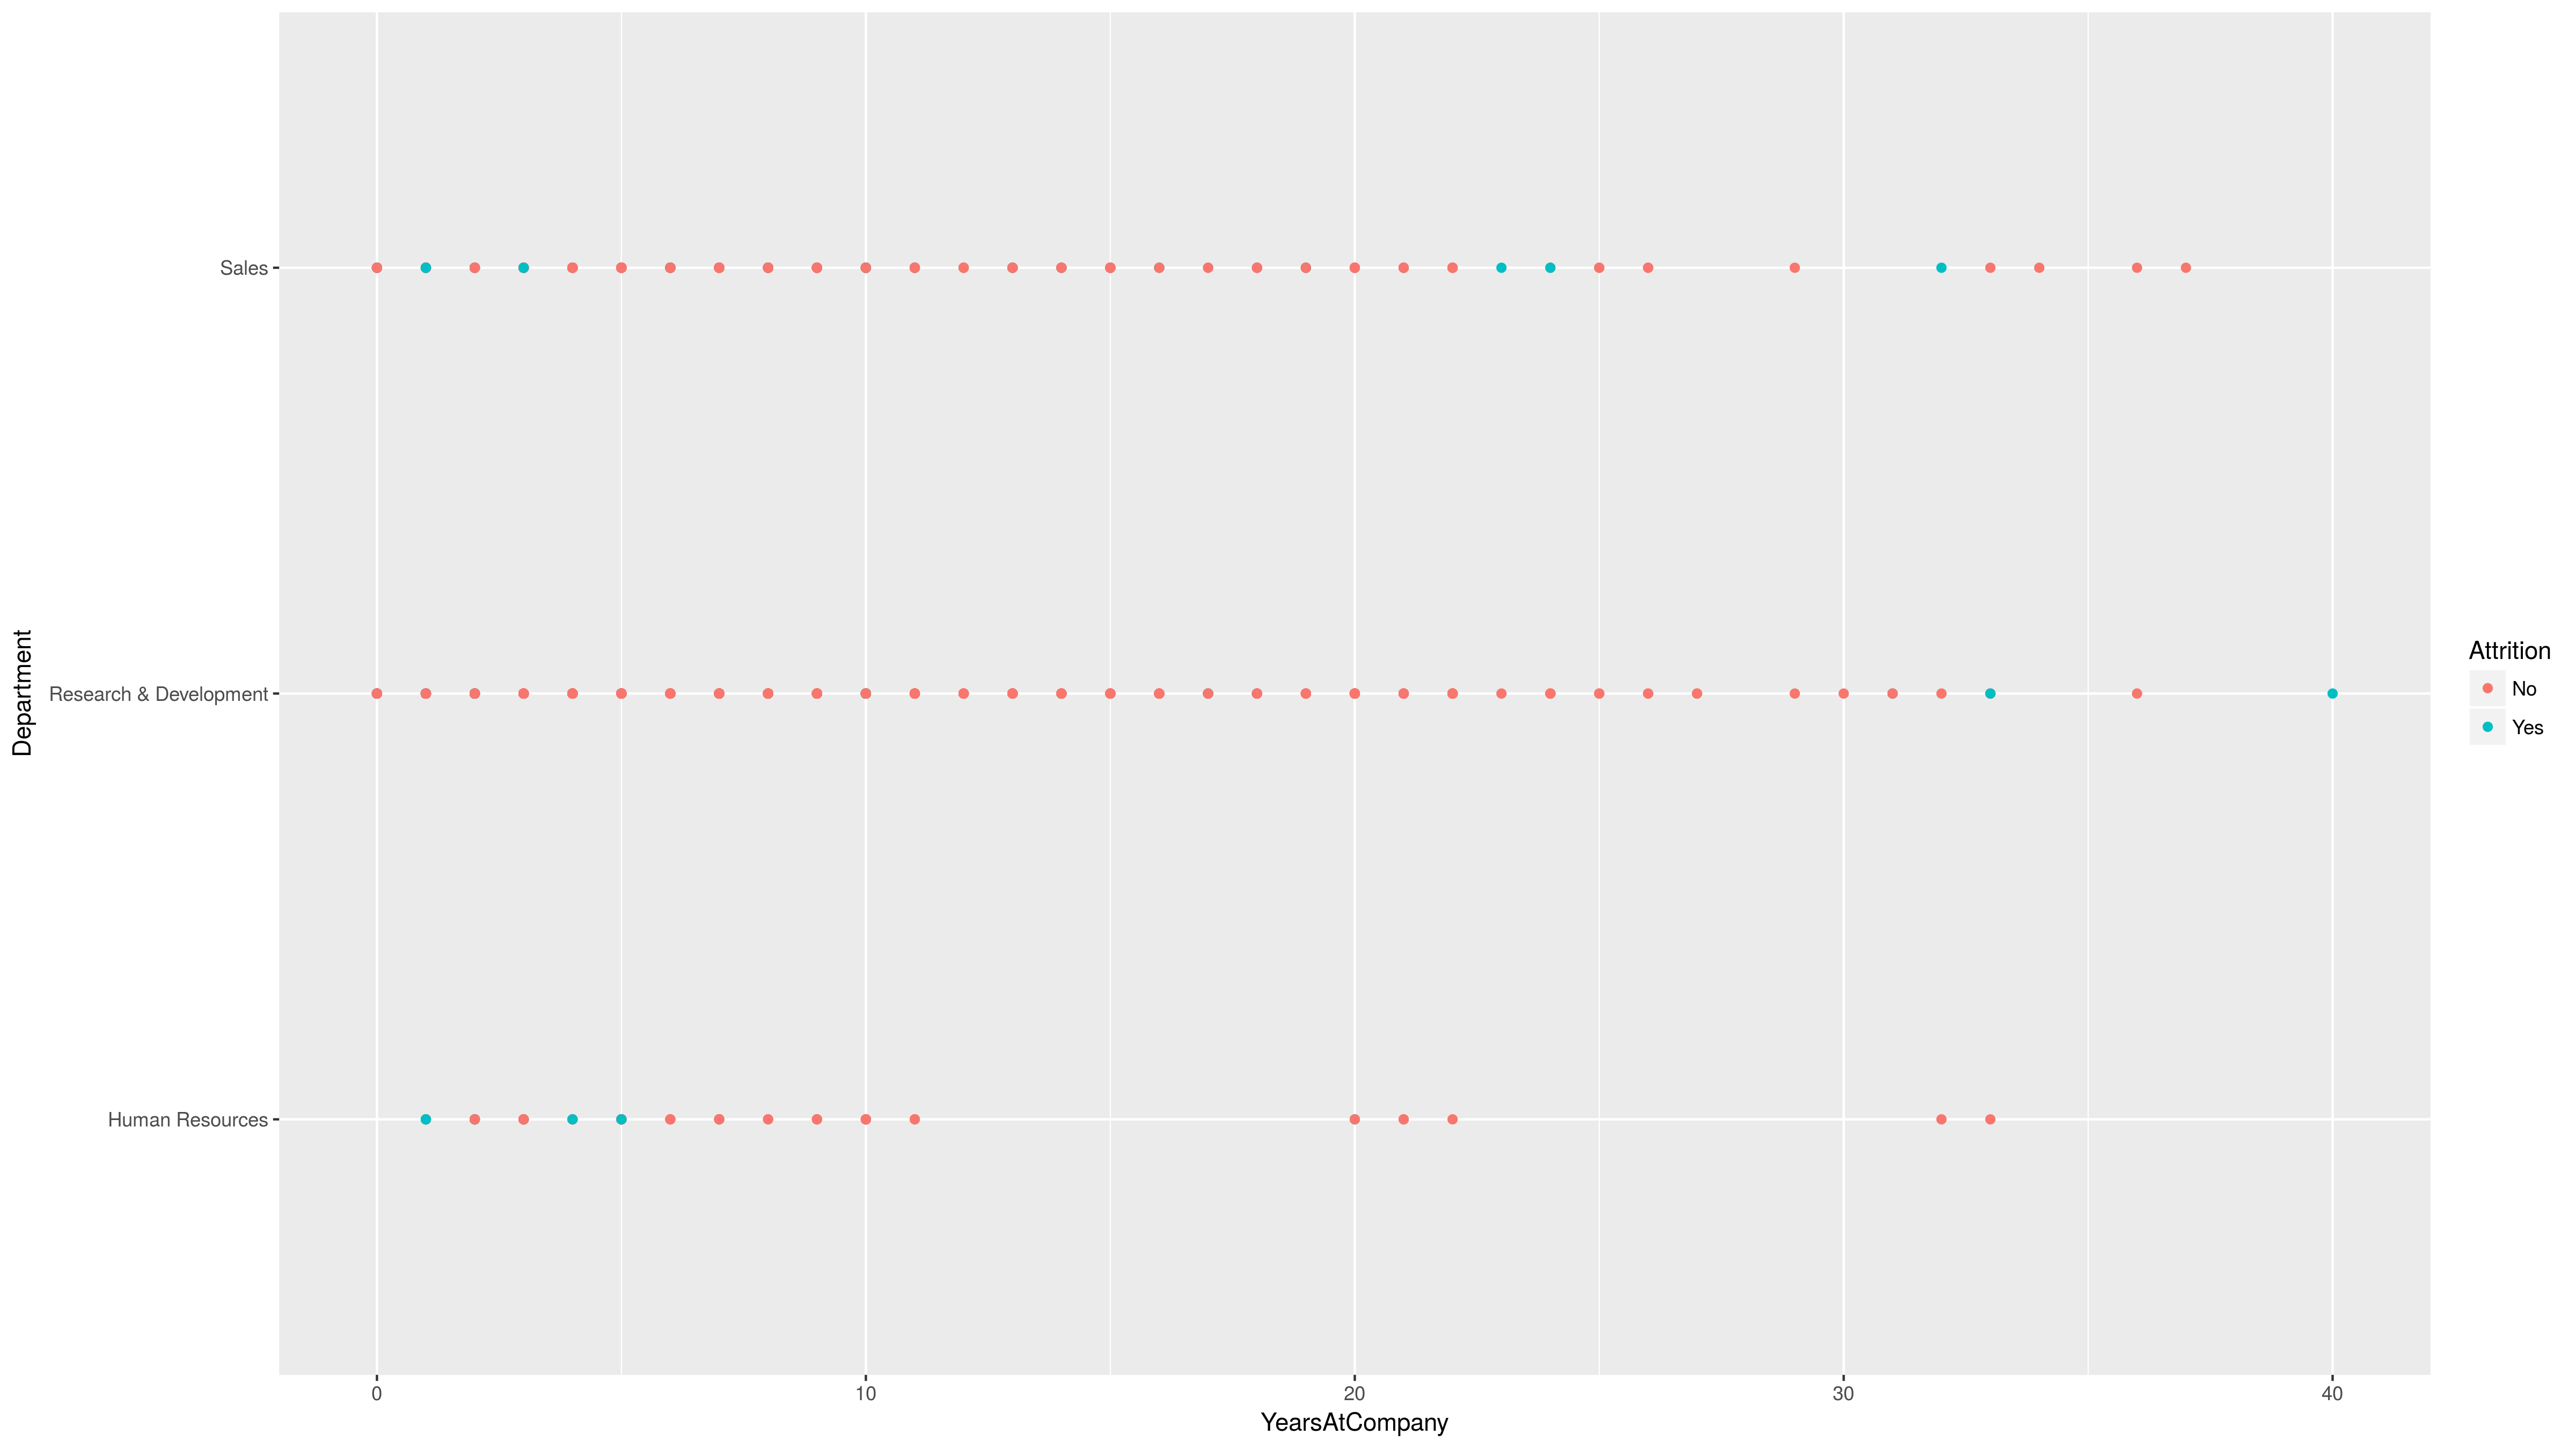 Sales
Research & Development
Human Resources
Department
0 10 20 30 40
YearsAtCompany
Attrition
No
Yes